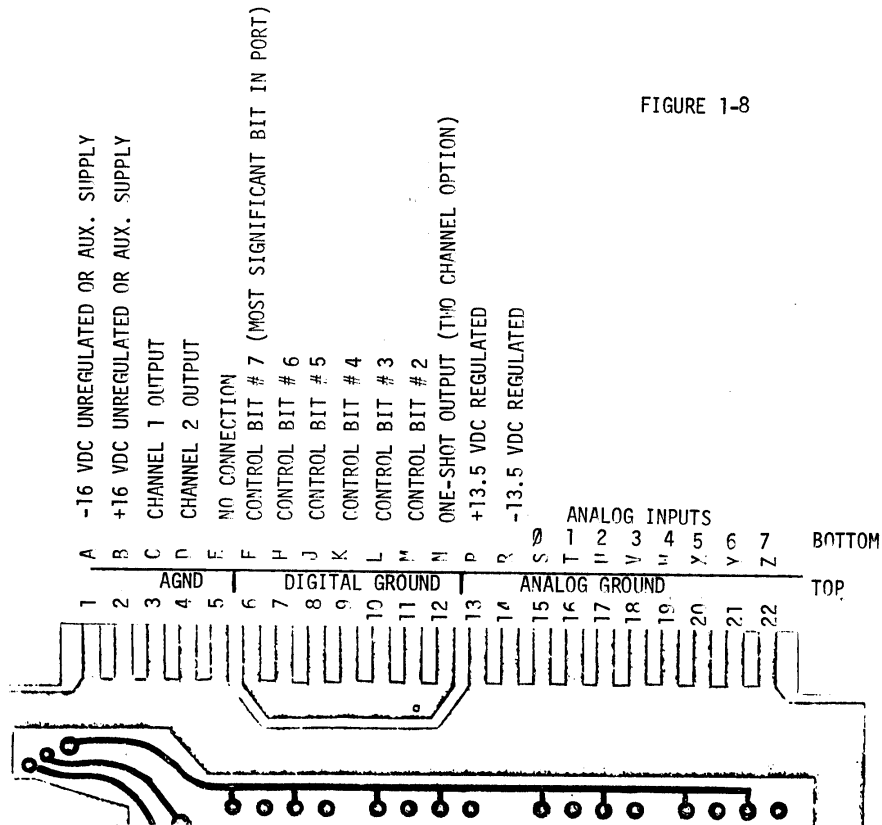 FIGURE 1-8
A -16 VDC UNREGULATED OR AUX. SUPPLY
B +16 VDC UNREGULATED OR AUX. SUPPLY
C CHANNEL 1 OUTPUT
D CHANNEL 2 OUTPUT
E NO CONNECTION
F CONTROL BIT # 7 (MOST SIGNIFICANT BIT IN PORT)
H CONTROL BIT # 6
J CONTROL BIT # 5
K CONTROL BIT # 4
L CONTROL BIT # 3
M CONTROL BIT # 2
N ONE-SHOT OUTPUT (TWO CHANNEL OPTION)
P +13.5 VDC REGULATED
R -13.5 VDC REGULATED
ANALOG INPUTS
Ø 1 2 3 4 5 6 7
S T U V W X Y Z
BOTTOM
AGND DIGITAL GROUND ANALOG GROUND
TOP
1 2 3 4 5 6 7 8 9 10 11 12 13 14 15 16 17 18 19 20 21 22